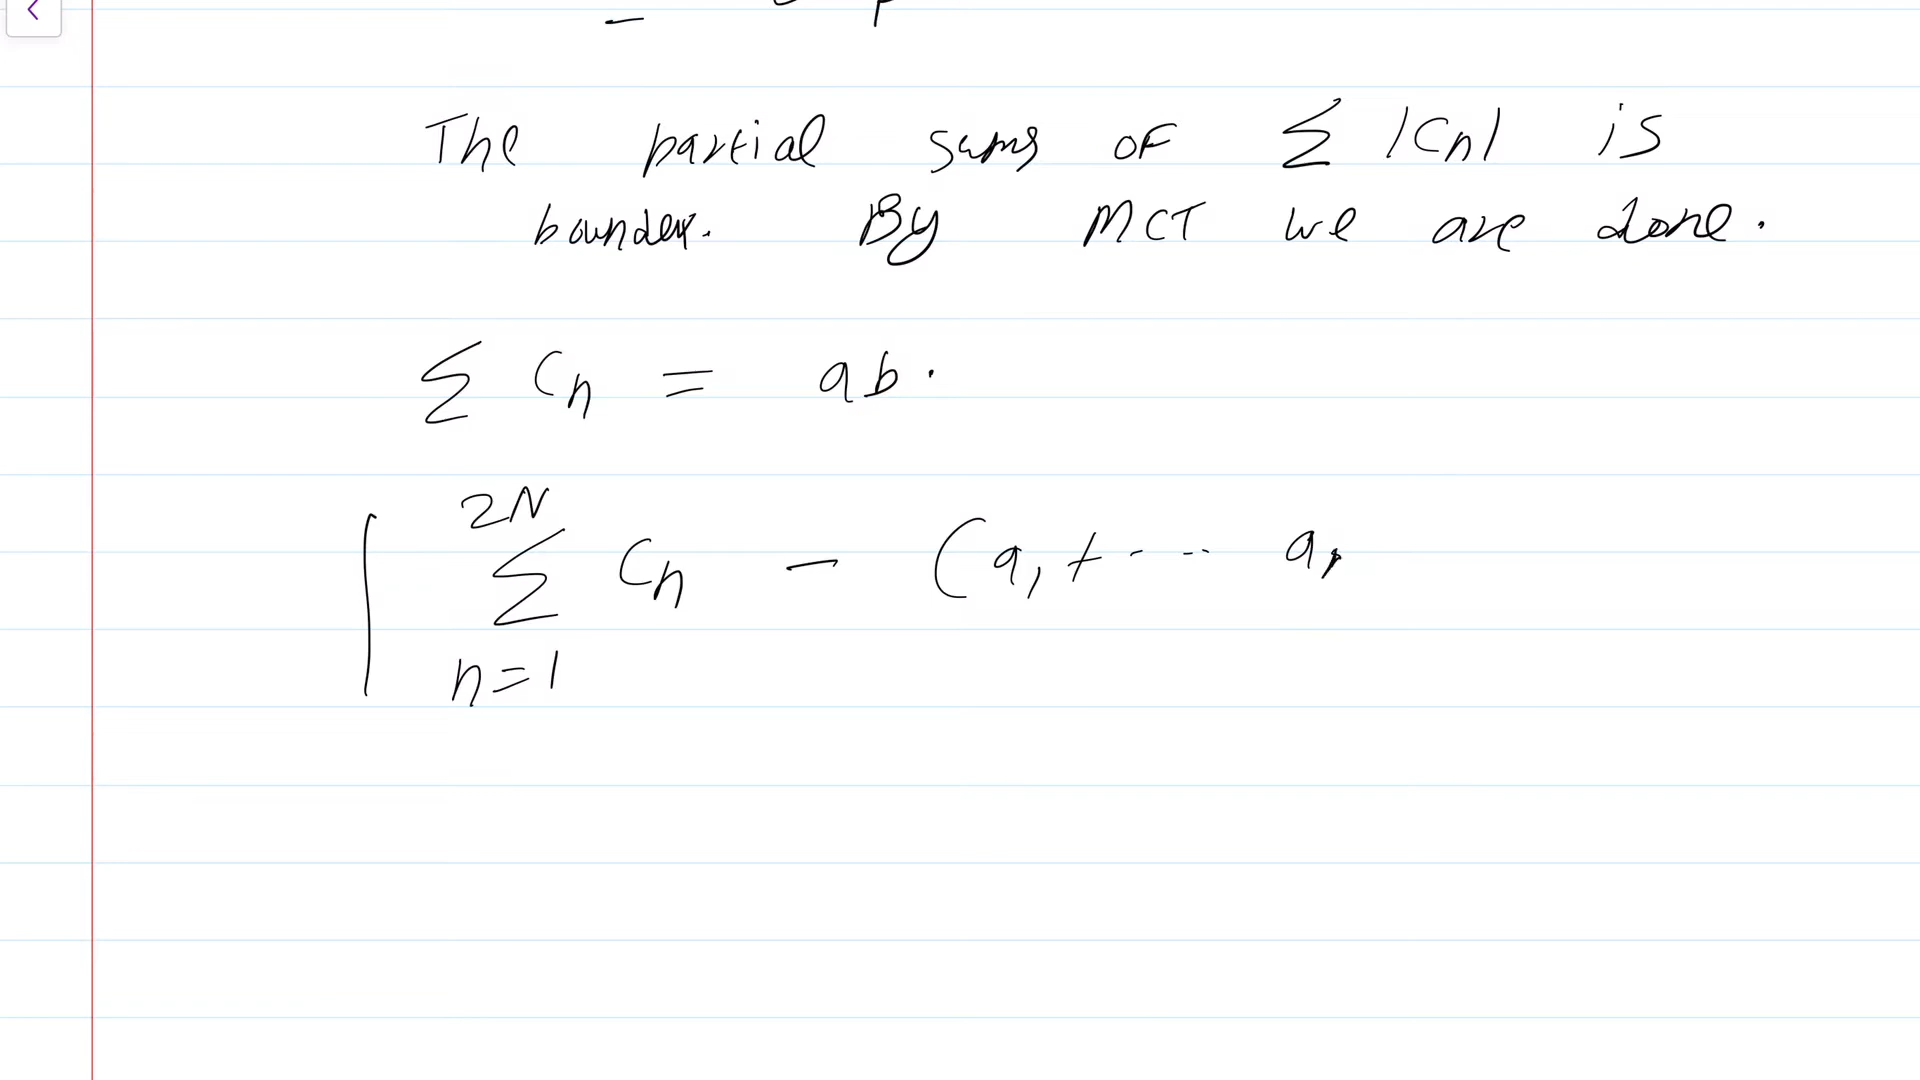 The partial sums of Σ |Cn| is
bounded. By MCT we are done.
Σ Cn = ab.
2N
| Σ Cn - (a1 + - - -- a1
n=1